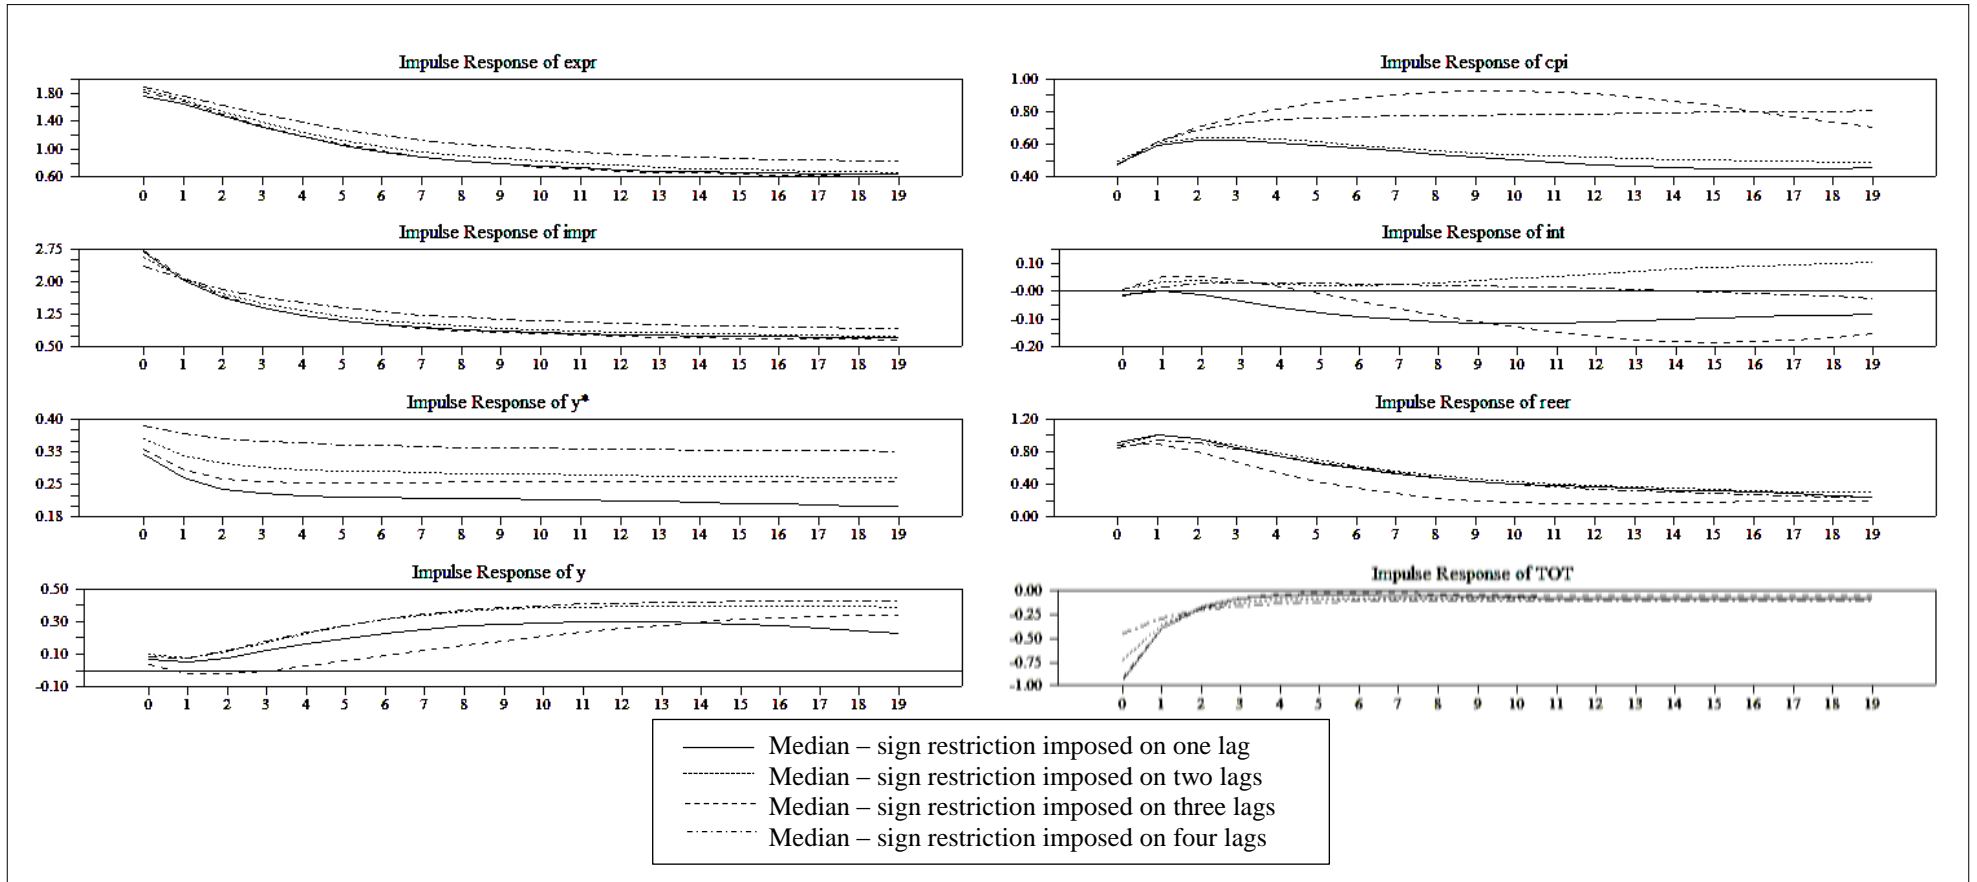 Impulse Response of expr
1.80
1.40
1.00
0.60
0 1 2 3 4 5 6 7 8 9 10 11 12 13 14 15 16 17 18 19
Impulse Response of impr
2.75
2.00
1.25
0.50
0 1 2 3 4 5 6 7 8 9 10 11 12 13 14 15 16 17 18 19
Impulse Response of y*
0.40
0.33
0.25
0.18
0 1 2 3 4 5 6 7 8 9 10 11 12 13 14 15 16 17 18 19
Impulse Response of y
0.50
0.30
0.10
-0.10
0 1 2 3 4 5 6 7 8 9 10 11 12 13 14 15 16 17 18 19
Impulse Response of cpi
1.00
0.80
0.60
0.40
0 1 2 3 4 5 6 7 8 9 10 11 12 13 14 15 16 17 18 19
Impulse Response of int
0.10
-0.00
-0.10
-0.20
0 1 2 3 4 5 6 7 8 9 10 11 12 13 14 15 16 17 18 19
Impulse Response of reer
1.20
0.80
0.40
0.00
0 1 2 3 4 5 6 7 8 9 10 11 12 13 14 15 16 17 18 19
Impulse Response of TOT
0.00
-0.25
-0.50
-0.75
-1.00
0 1 2 3 4 5 6 7 8 9 10 11 12 13 14 15 16 17 18 19
Median – sign restriction imposed on one lag
Median – sign restriction imposed on two lags
Median – sign restriction imposed on three lags
Median – sign restriction imposed on four lags